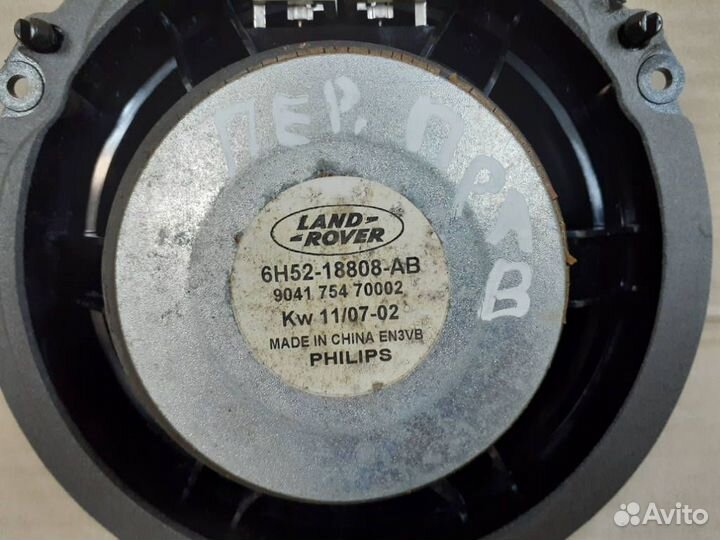 ПЕР. ПРАВ
LAND-
-ROVER
6H52-18808-AB
9041 754 70002
Kw 11/07-02
MADE IN CHINA EN3VB
PHILIPS
Avito